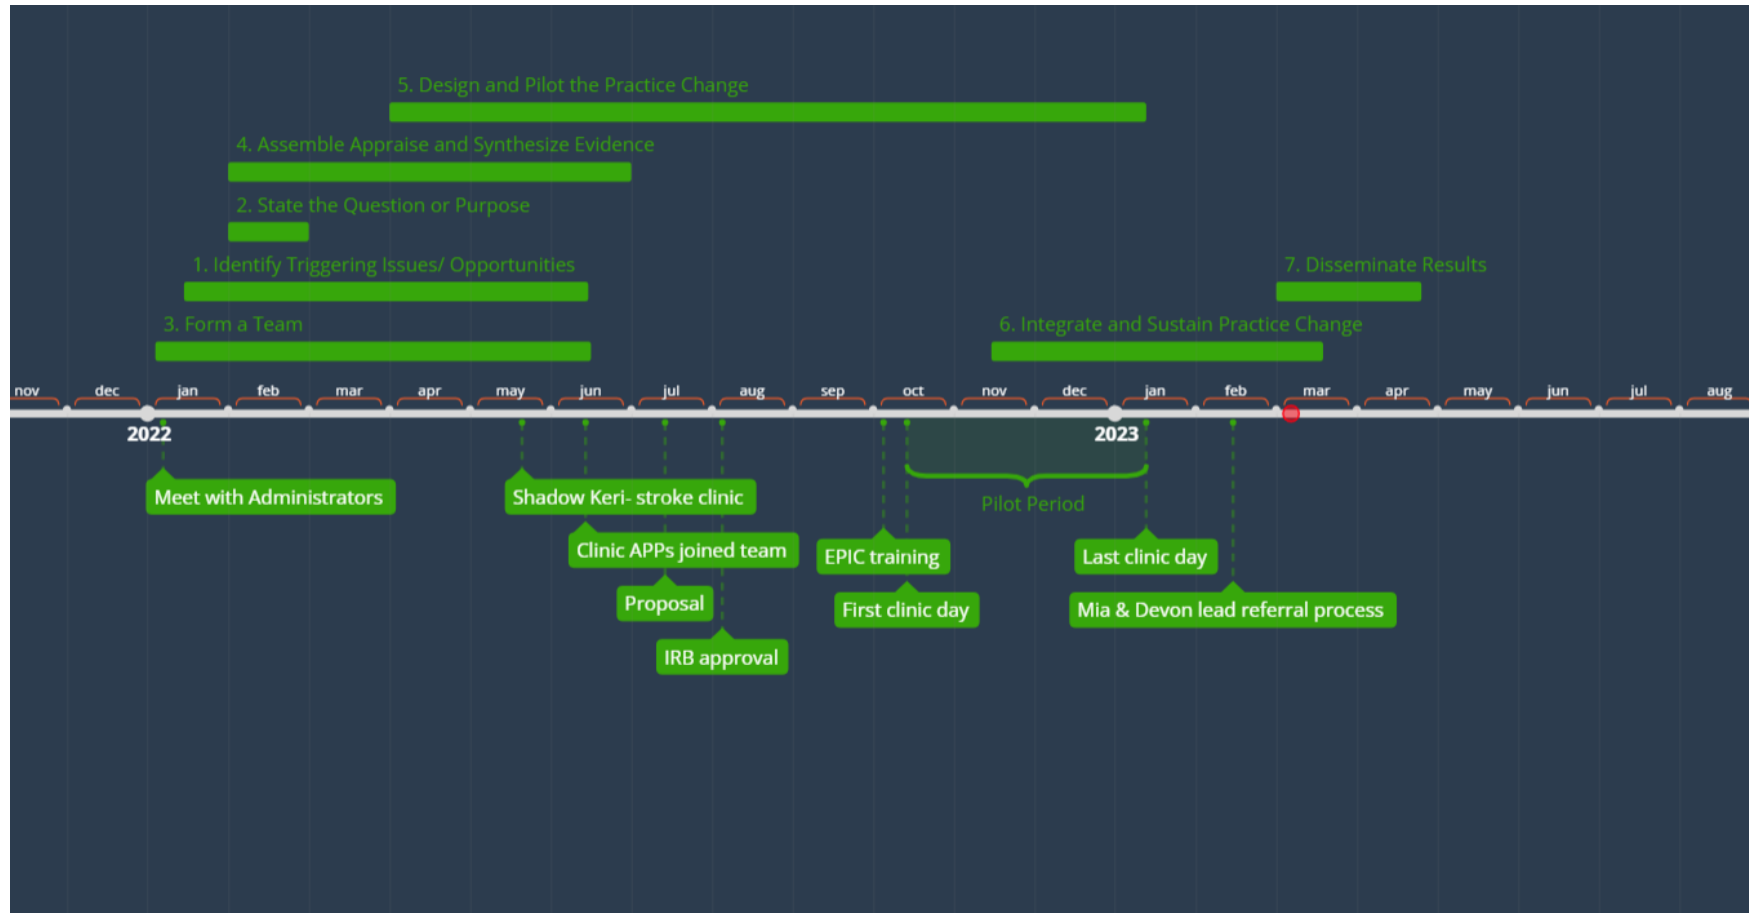 5. Design and Pilot the Practice Change
4. Assemble Appraise and Synthesize Evidence
2. State the Question or Purpose
1. Identify Triggering Issues/ Opportunities
7. Disseminate Results
3. Form a Team
6. Integrate and Sustain Practice Change
nov dec jan feb mar apr may jun jul aug sep oct nov dec jan feb mar apr may jun jul aug
2022 2023
Meet with Administrators
Shadow Keri- stroke clinic
Pilot Period
Clinic APPs joined team
EPIC training
Last clinic day
Proposal
First clinic day
Mia & Devon lead referral process
IRB approval